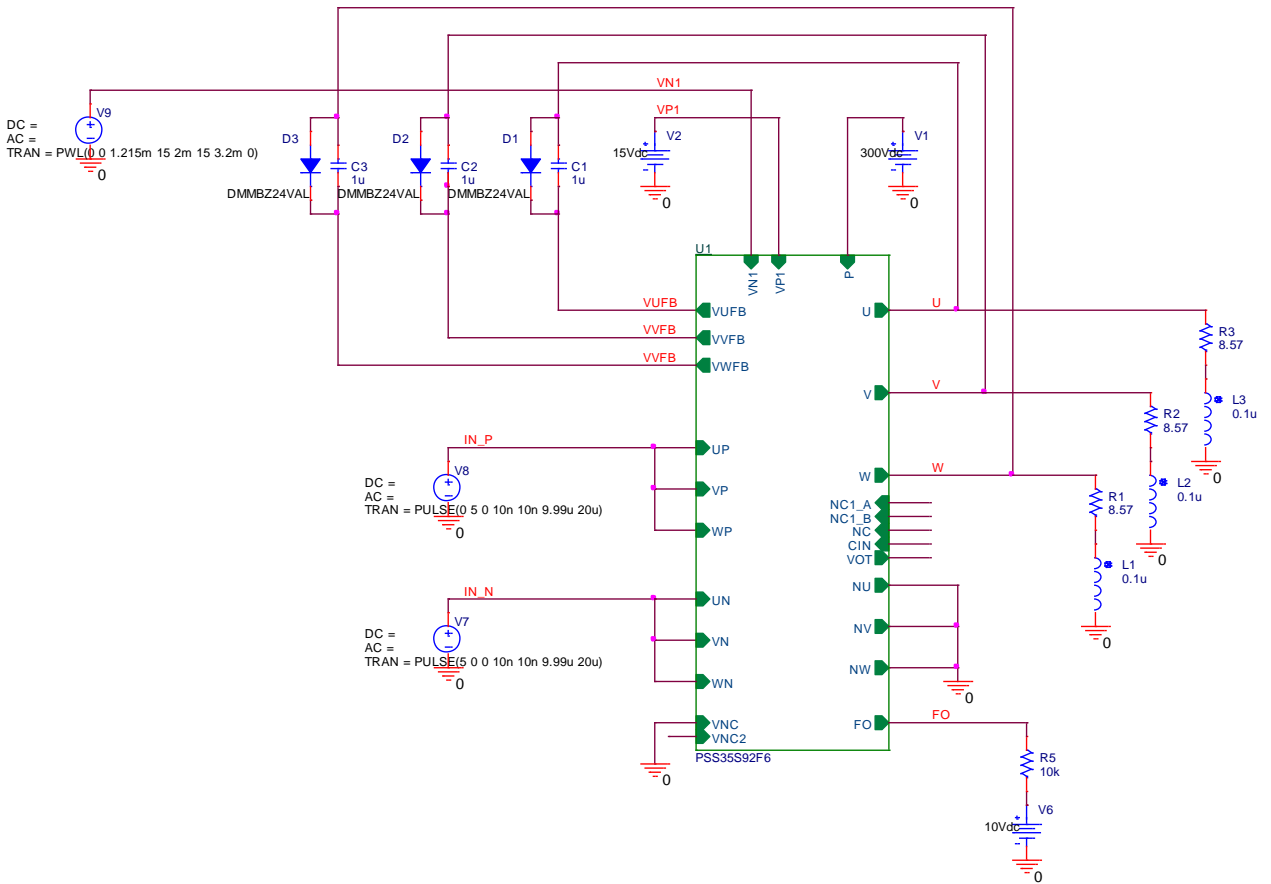 VN1
V9
VP1
DC =
AC =
TRAN = PWL(0 0 1.215m 15 2m 15 3.2m 0)
0
D3
C3
1u
DMMBZ24VAL
D2
C2
1u
DMMBZ24VAL
D1
C1
1u
DMMBZ24VAL
V2
15Vdc
0
V1
300Vdc
0
U1
VN1
VP1
P
VUFB
VUFB
U
U
R3
8.57
VVFB
VVFB
VVFB
VWFB
V
V
L3
0.1u
0
R2
8.57
IN_P
UP
V8
DC =
AC =
TRAN = PULSE(0 5 0 10n 10n 9.99u 20u)
0
VP
WP
W
W
L2
0.1u
0
R1
8.57
NC1_A
NC1_B
NC
CIN
VOT
L1
0.1u
0
IN_N
UN
V7
DC =
AC =
TRAN = PULSE(5 0 0 10n 10n 9.99u 20u)
0
VN
WN
NU
NV
NW
0
VNC
VNC2
0
FO
FO
PSS35S92F6
R5
10k
V6
10Vdc
0